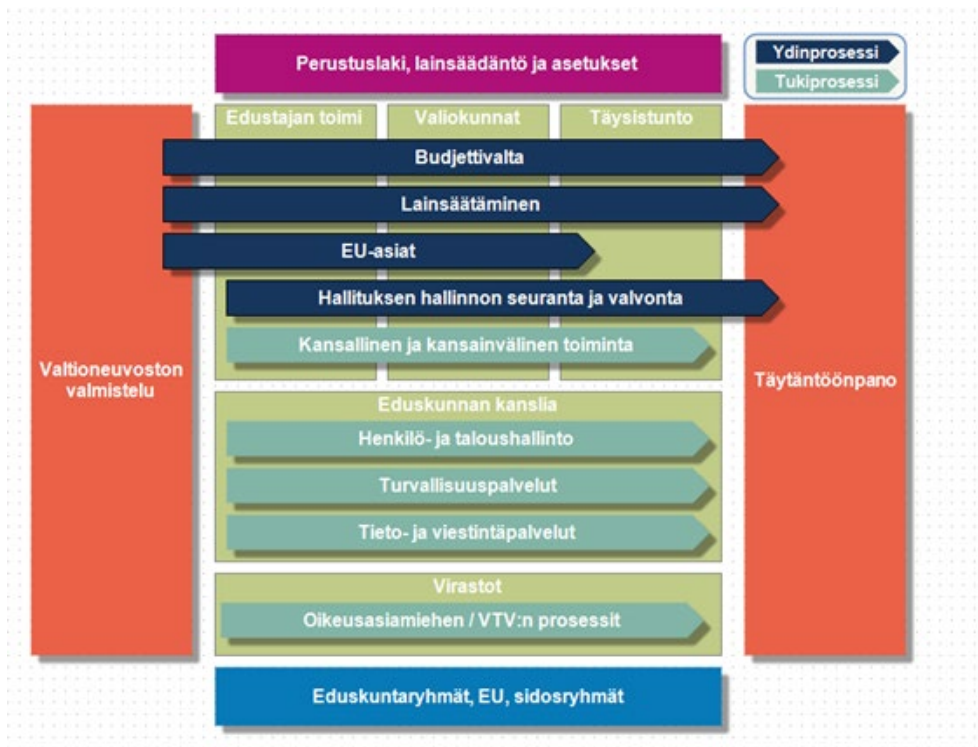 Perustuslaki, lainsäädäntö ja asetukset
Ydinprosessi
Tukiprosessi
Edustajan toimi
Valiokunnat
Täysistunto
Budjettivalta
Lainsäätäminen
EU-asiat
Hallituksen hallinnon seuranta ja valvonta
Kansallinen ja kansainvälinen toiminta
Valtioneuvoston
valmistelu
Täytäntöönpano
Eduskunnan kanslia
Henkilö- ja taloushallinto
Turvallisuuspalvelut
Tieto- ja viestintäpalvelut
Virastot
Oikeusasiamiehen / VTV:n prosessit
Eduskuntaryhmät, EU, sidosryhmät